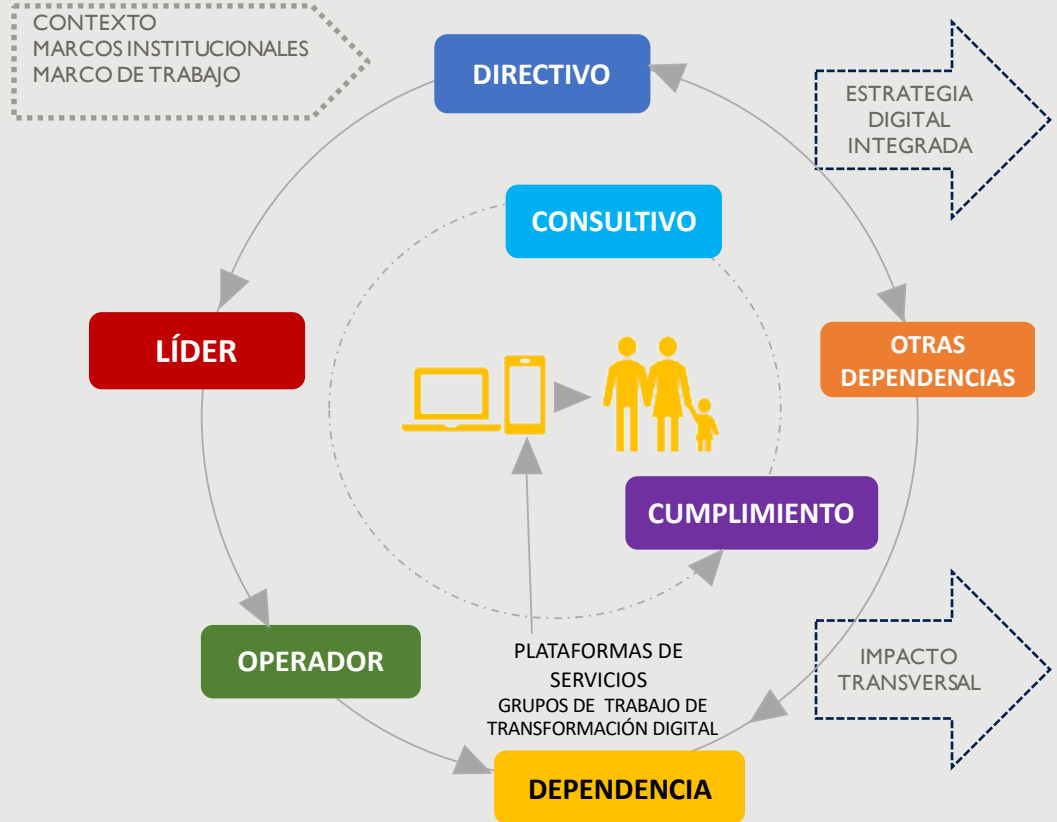 CONTEXTO
MARCOS INSTITUCIONALES
MARCO DE TRABAJO
DIRECTIVO
ESTRATEGIA
DIGITAL
INTEGRADA
CONSULTIVO
LÍDER
OTRAS
DEPENDENCIAS
CUMPLIMIENTO
OPERADOR
PLATAFORMAS DE
SERVICIOS
GRUPOS DE TRABAJO DE
TRANSFORMACIÓN DIGITAL
IMPACTO
TRANSVERSAL
DEPENDENCIA